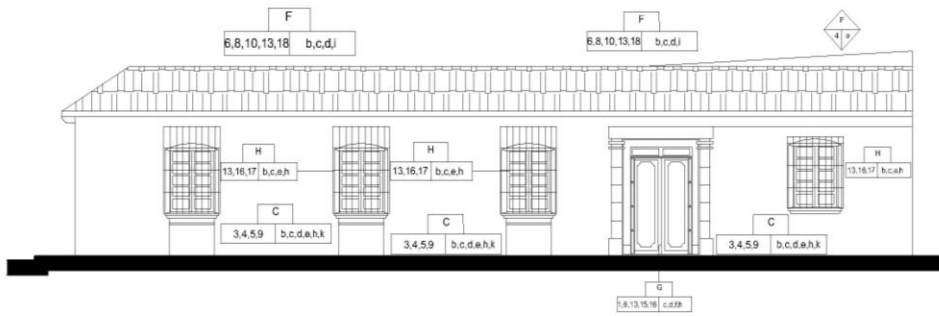 F
6,8,10,13,18 b,c,d,i
F
6,8,10,13,18 b,c,d,i
F
4 e
H
13,16,17 b,c,e,h
H
13,16,17 b,c,e,h
H
13,16,17 b,c,e,h
C
3,4,5,9 b,c,d,e,h,k
C
3,4,5,9 b,c,d,e,h,k
C
3,4,5,9 b,c,d,e,h,k
G
1,6,13,15,16